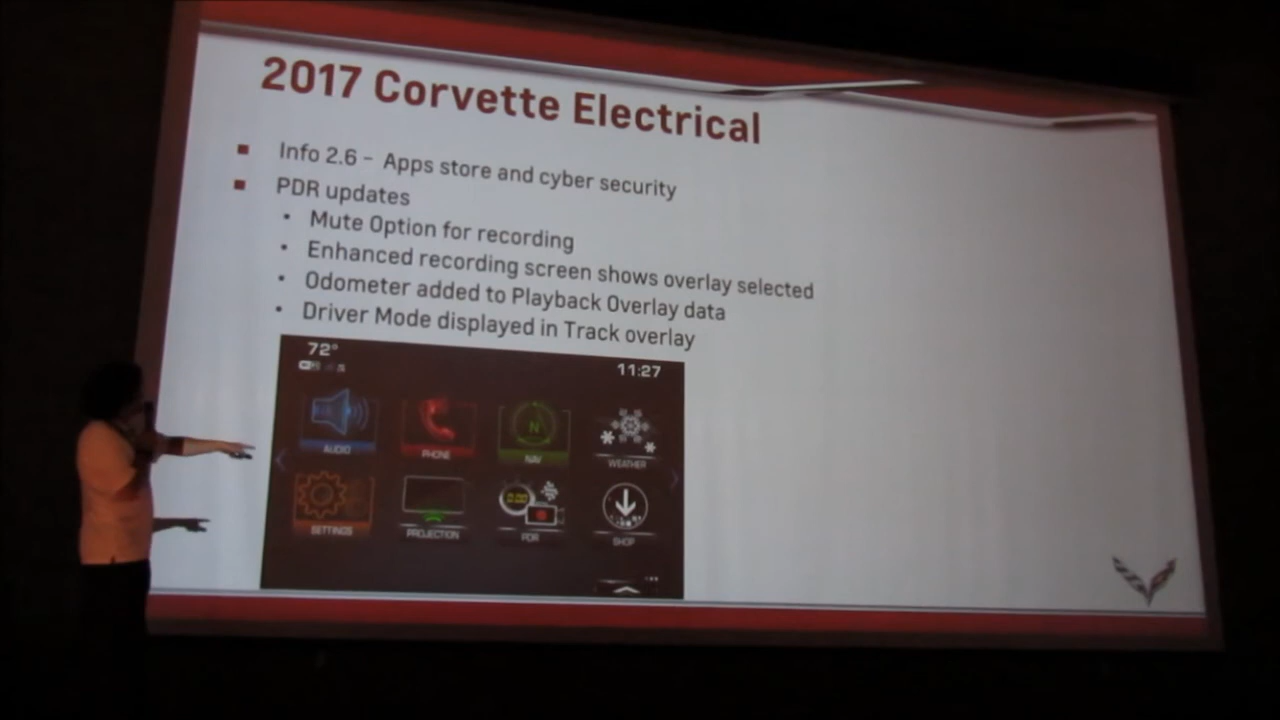 2017 Corvette Electrical
Info 2.6 - Apps store and cyber security
PDR updates
Mute Option for recording
Enhanced recording screen shows overlay selected
Odometer added to Playback Overlay data
Driver Mode displayed in Track overlay
72° 11:27
AUDIO PHONE NAV WEATHER
N
SETTINGS PROJECTION PDR SHOP
0:00